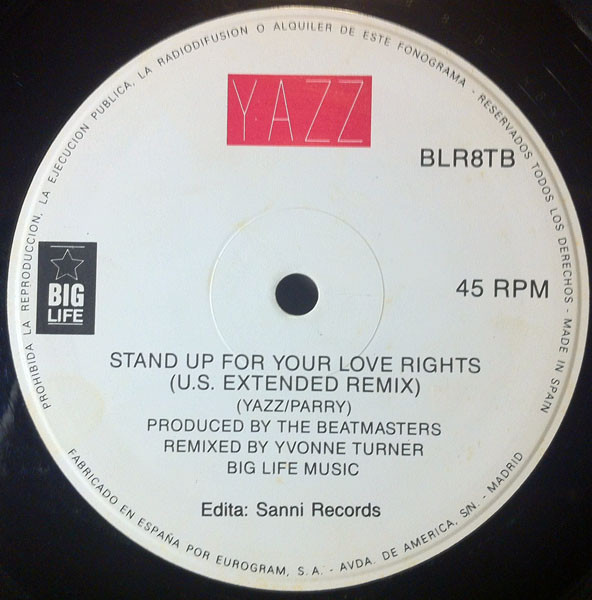 YAZZ
BLR8TB
BIG
LIFE
45 RPM
STAND UP FOR YOUR LOVE RIGHTS
(U.S. EXTENDED REMIX)
(YAZZ/PARRY)
PRODUCED BY THE BEATMASTERS
REMIXED BY YVONNE TURNER
BIG LIFE MUSIC
Edita: Sanni Records
PROHIBIDA LA REPRODUCCION, LA EJECUCION PUBLICA, LA RADIODIFUSION O ALQUILER DE ESTE FONOGRAMA - RESERVADOS TODOS LOS DERECHOS - MADE IN SPAIN
FABRICADO EN ESPAÑA POR EUROGRAM, S. A. - AVDA. DE AMERICA, S/N. - MADRID